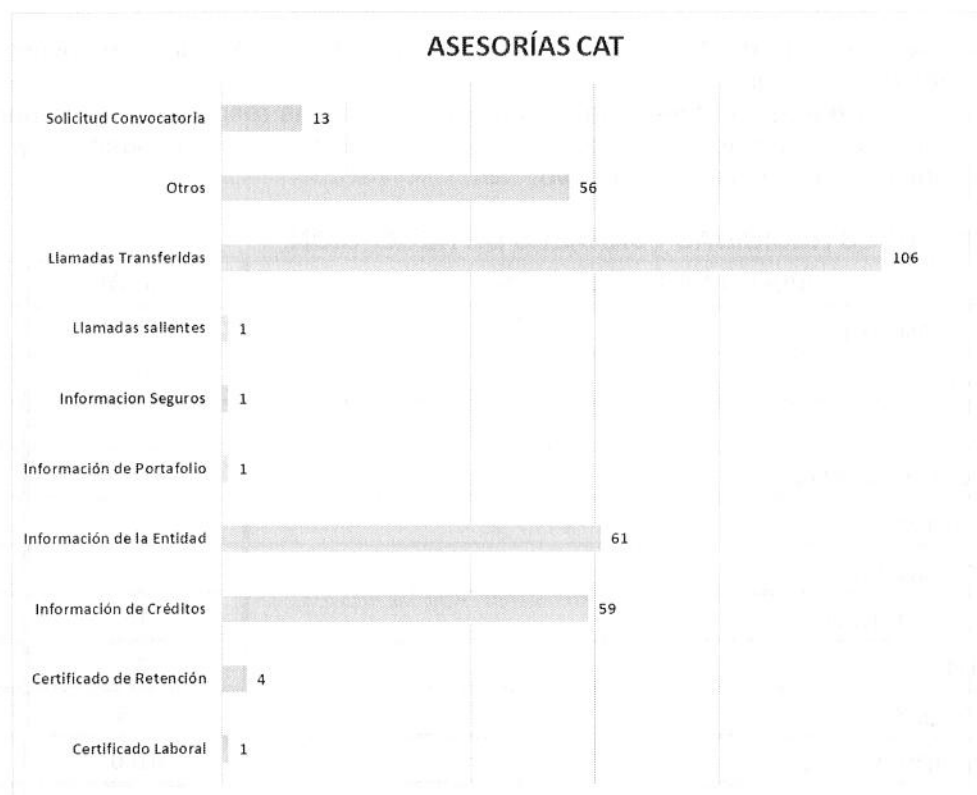 ASESORÍAS CAT
Solicitud Convocatoria 13
Otros 56
Llamadas Transferidas 106
Llamadas salientes 1
Informacion Seguros 1
Información de Portafolio 1
Información de la Entidad 61
Información de Créditos 59
Certificado de Retención 4
Certificado Laboral 1